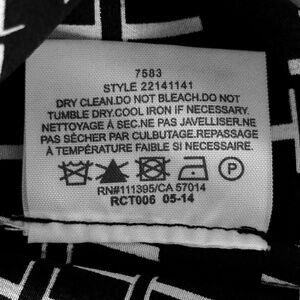 7583
STYLE 22141141
DRY CLEAN.DO NOT BLEACH.DO NOT
TUMBLE DRY.COOL IRON IF NECESSARY.
NETTOYAGE À SEC.NE PAS JAVELLISER.NE
PAS SÉCHER PAR CULBUTAGE.REPASSAGE
À TEMPÉRATURE FAIBLE SI NÉCESSAIRE.
P
RN#111395/CA 57014
RCT006 05-14